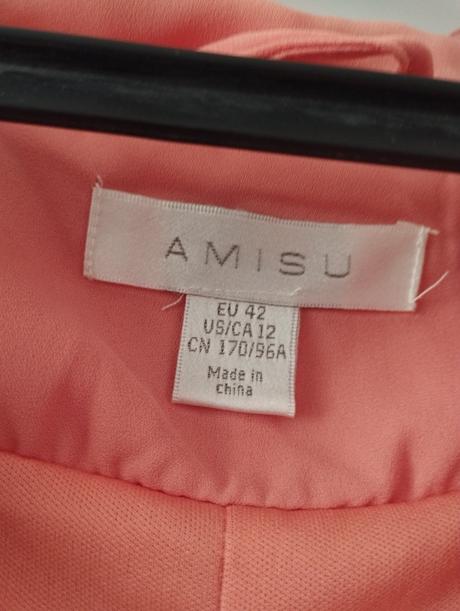 AMISU
EU 42
US/CA 12
CN 170/96A
Made in
China